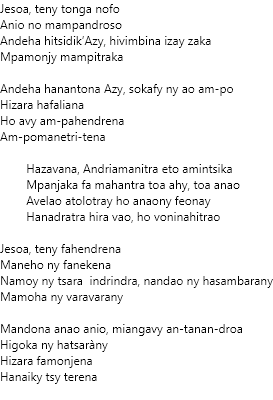 Jesoa, teny tonga nofo
Anio no mampandroso
Andeha hitsidik’Azy, hivimbina izay zaka
Mpamonjy mampitraka

Andeha hanantona Azy, sokafy ny ao am-po
Hizara hafaliana
Ho avy am-pahendrena
Am-pomanetri-tena

Hazavana, Andriamanitra eto amintsika
Mpanjaka fa mahantra toa ahy, toa anao
Avelao atolotray ho anaony feonay
Hanadratra hira vao, ho voninahitrao

Jesoa, teny fahendrena
Maneho ny fanekena
Namoy ny tsara  indrindra, nandao ny hasambarany
Mamoha ny varavarany

Mandona anao anio, miangavy an-tanan-droa
Higoka ny hatsaràny
Hizara famonjena
Hanaiky tsy terena